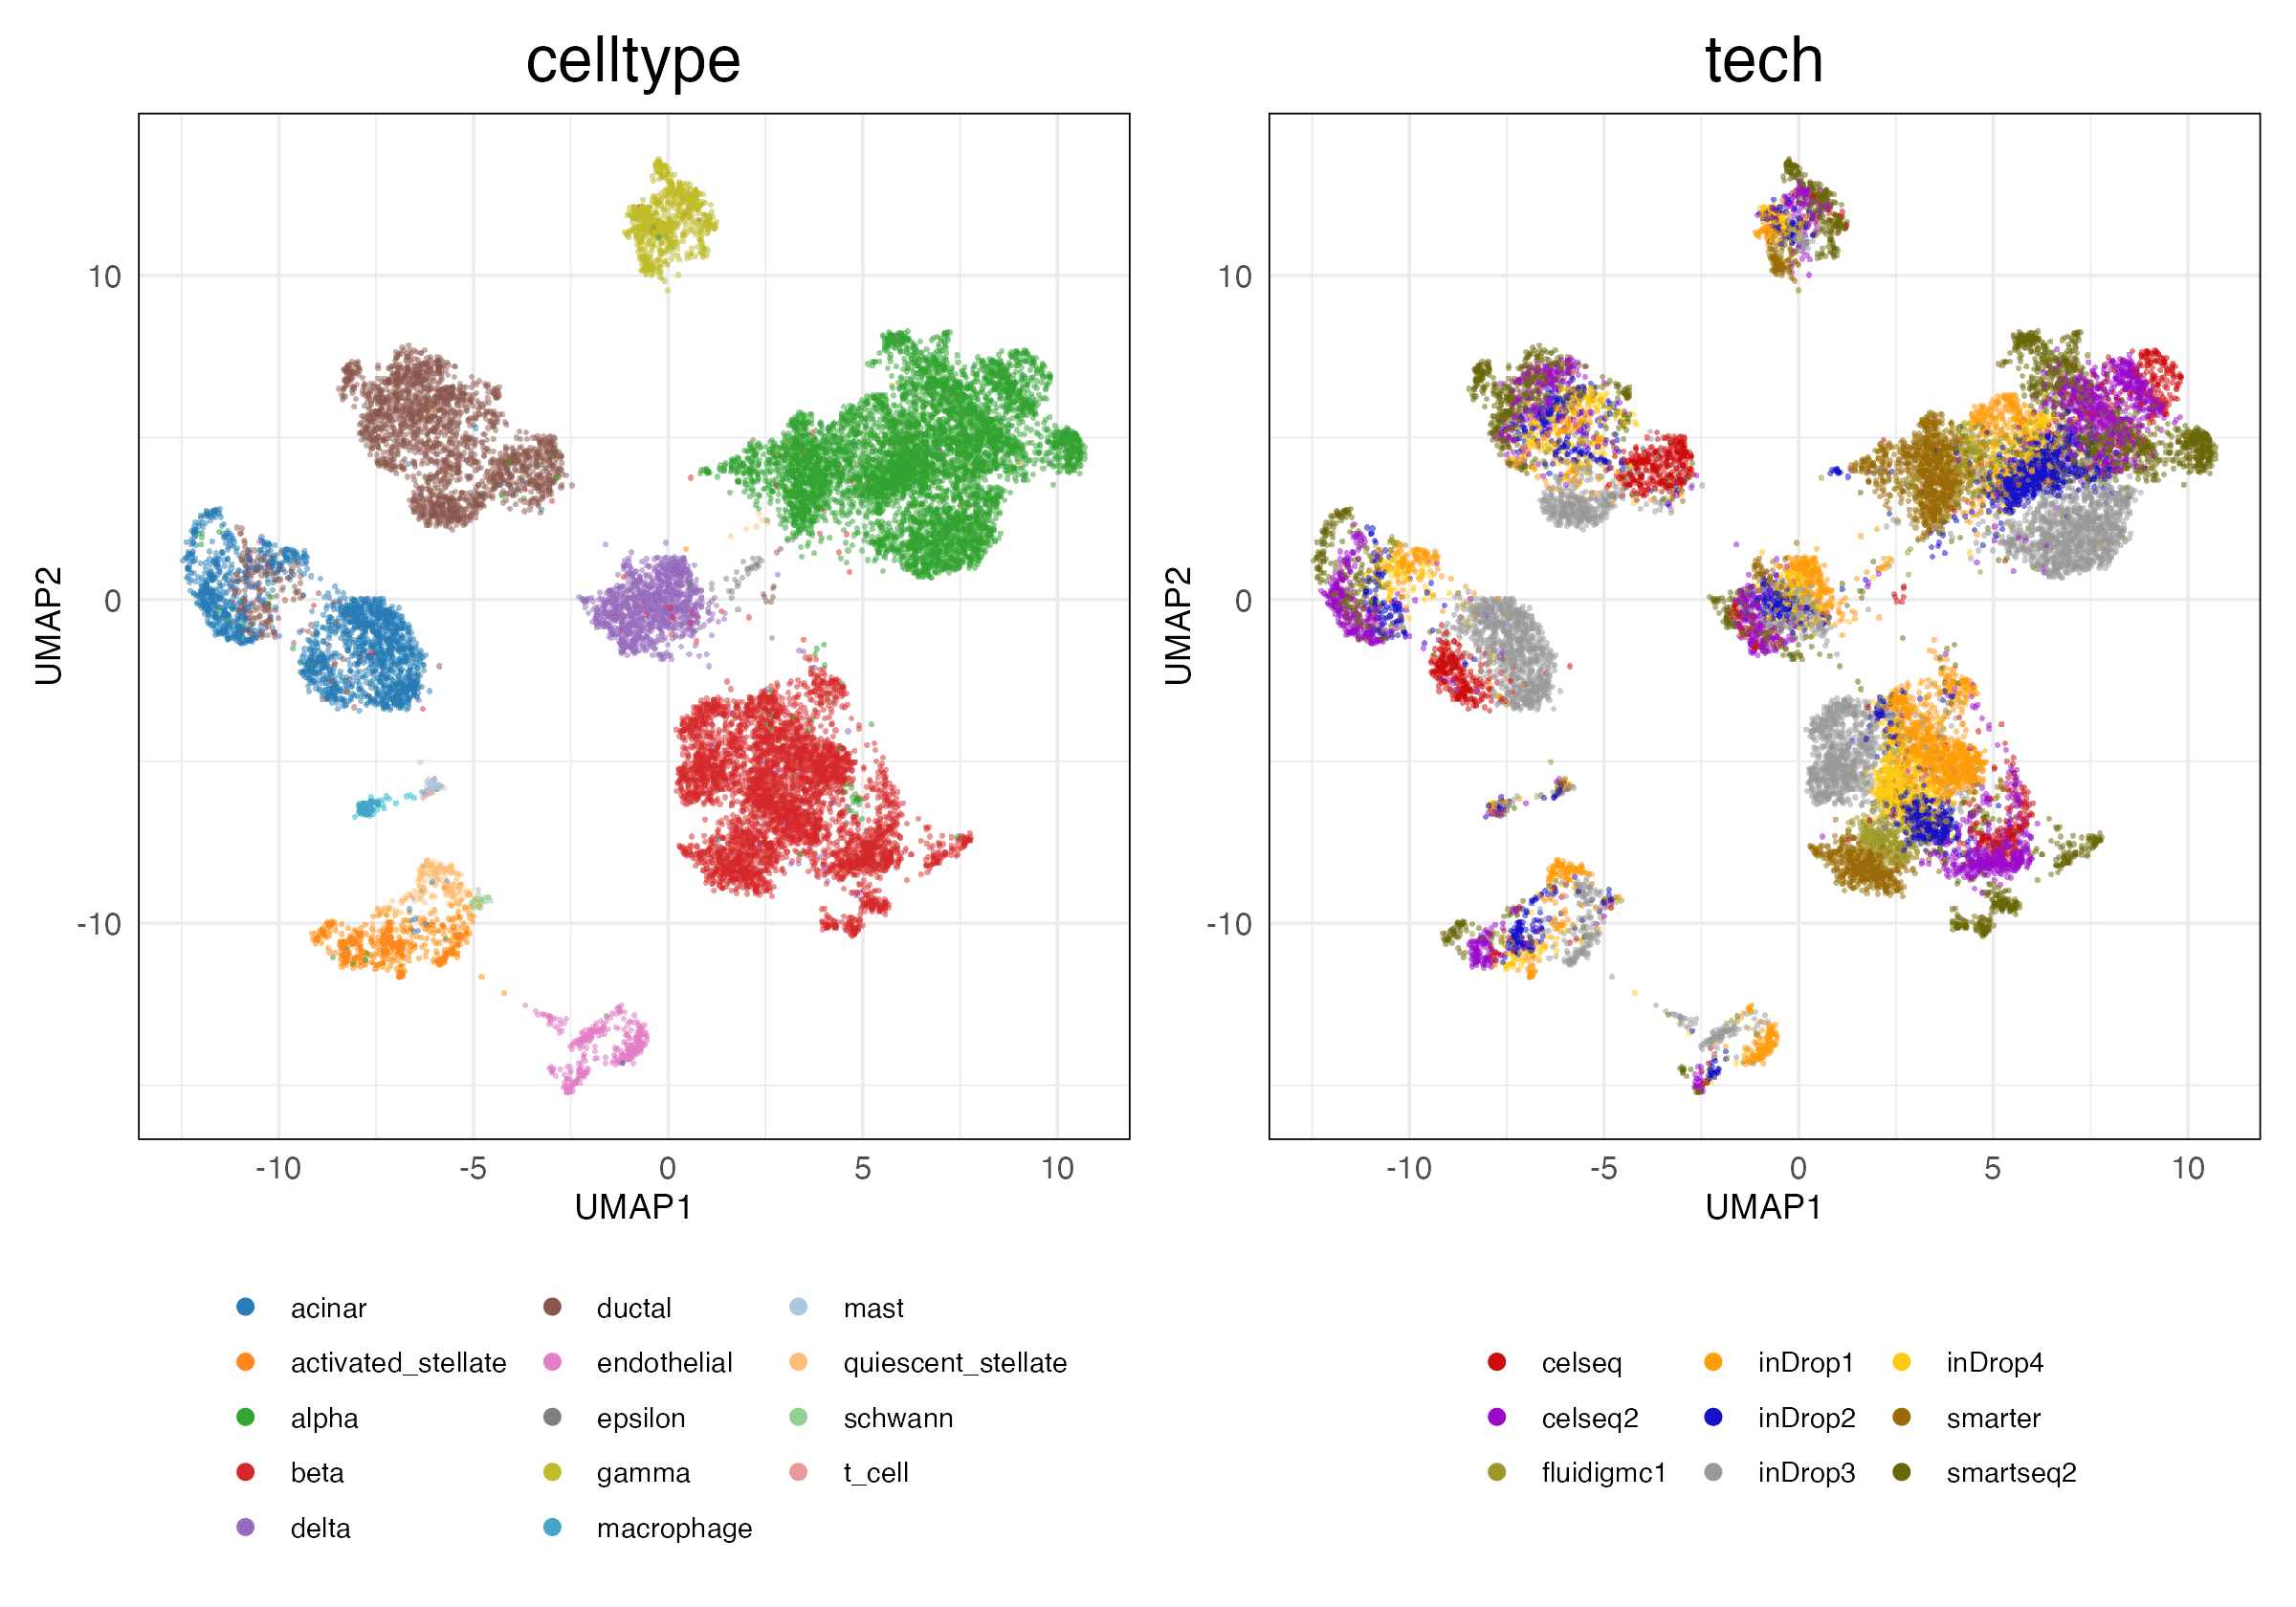 celltype
10
0
-10
UMAP2
-10 -5 0 5 10
UMAP1
acinar
activated_stellate
alpha
beta
delta
ductal
endothelial
epsilon
gamma
macrophage
mast
quiescent_stellate
schwann
t_cell
tech
10
0
-10
UMAP2
-10 -5 0 5 10
UMAP1
celseq
celseq2
fluidigmc1
inDrop1
inDrop2
inDrop3
inDrop4
smarter
smartseq2